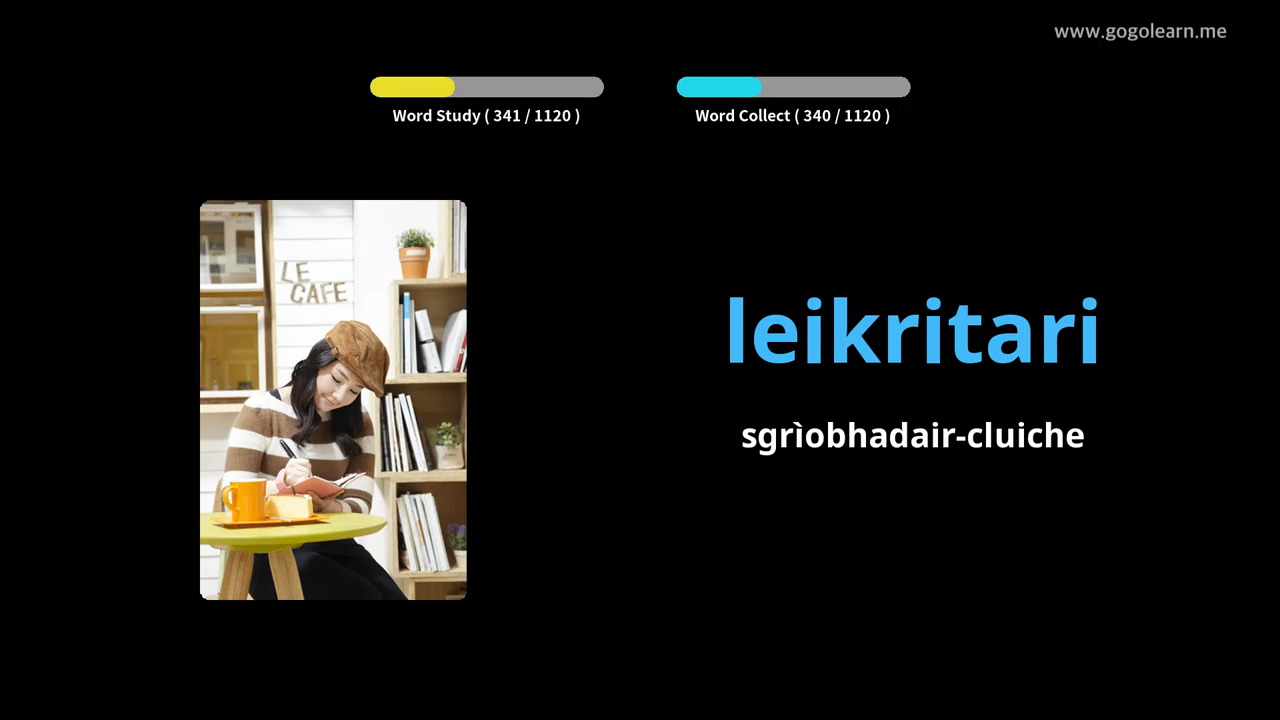 www.gogolearn.me
Word Study ( 341 / 1120 )
Word Collect ( 340 / 1120 )
LE
CAFE
leikritari
sgrìobhadair-cluiche